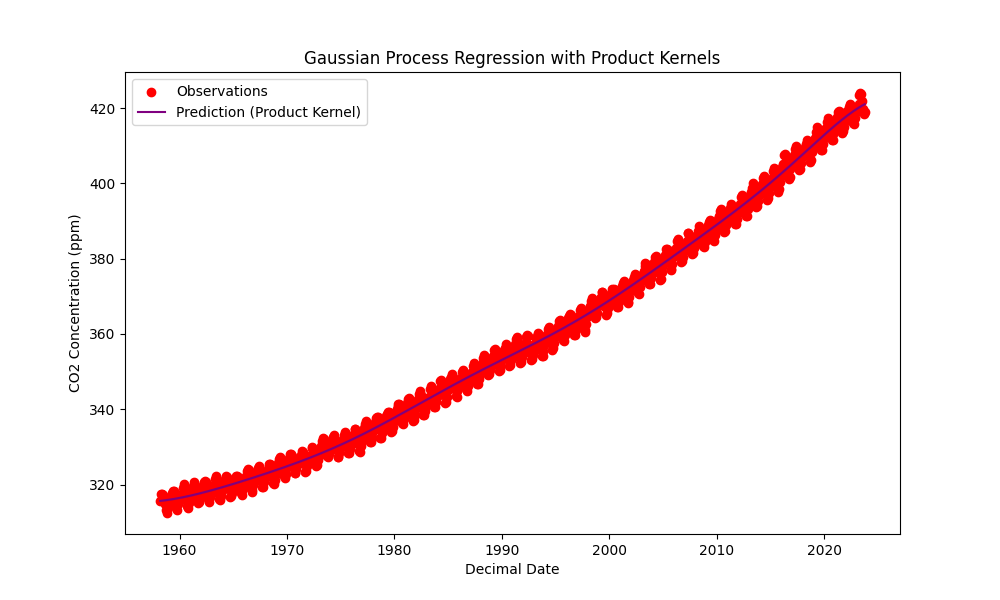 Gaussian Process Regression with Product Kernels
Observations
Prediction (Product Kernel)
CO2 Concentration (ppm)
420
400
380
360
340
320
1960 1970 1980 1990 2000 2010 2020
Decimal Date